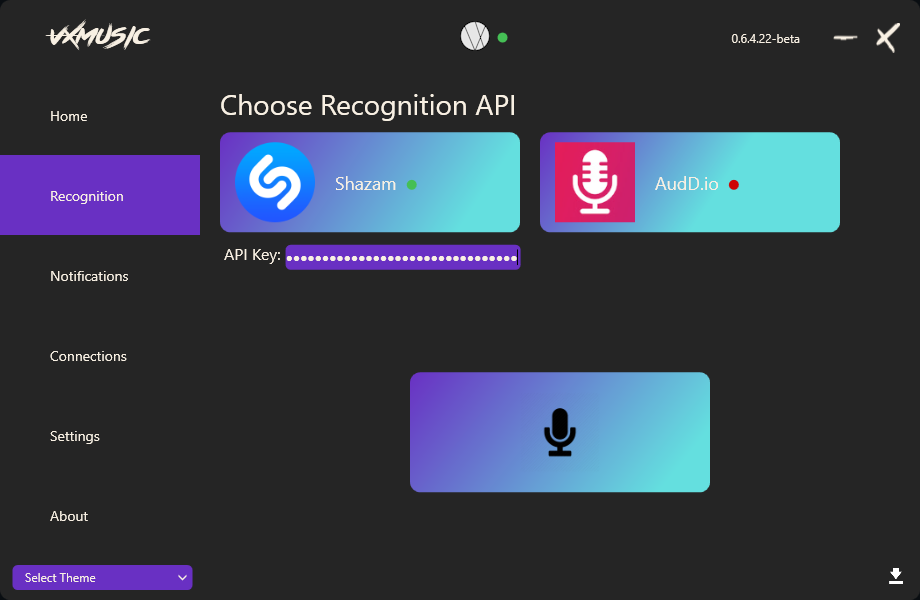 VXMUSIC
0.6.4.22-beta
Home
Recognition
Notifications
Connections
Settings
About
Select Theme
Choose Recognition API
Shazam
AudD.io
API Key: